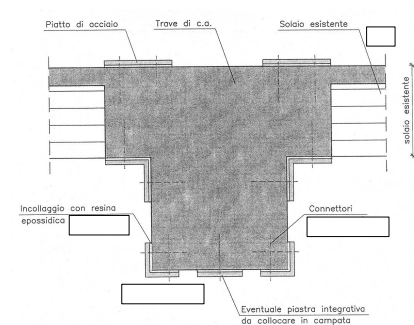 Piatto di acciaio
Trave di c.a.
Solaio esistente
solaio esistente
Incollaggio con resina
epossidica
Connettori
Eventuale piastra integrativa
da collocare in campata